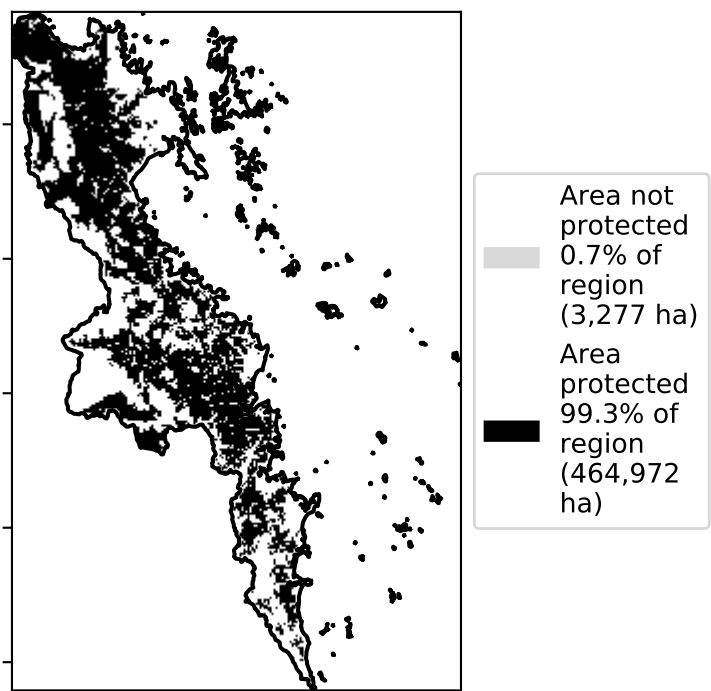 Area not
protected
0.7% of
region
(3,277 ha)
Area
protected
99.3% of
region
(464,972
ha)